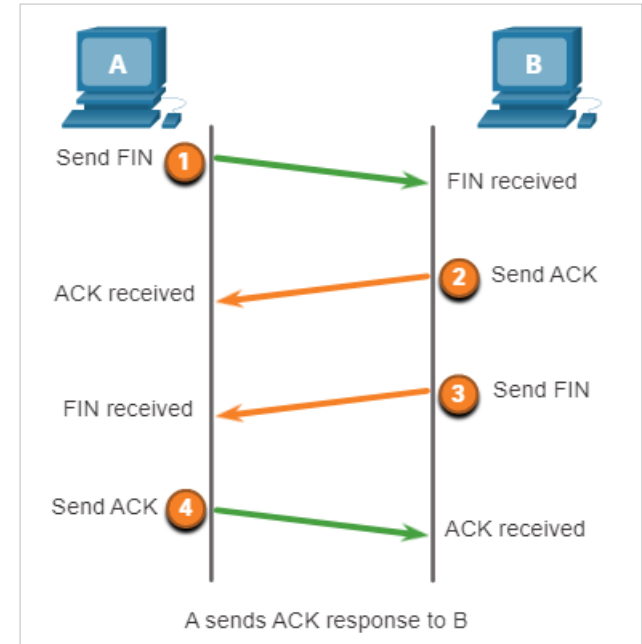 A
B
Send FIN 1
FIN received
2 Send ACK
ACK received
3 Send FIN
FIN received
Send ACK 4
ACK received
A sends ACK response to B